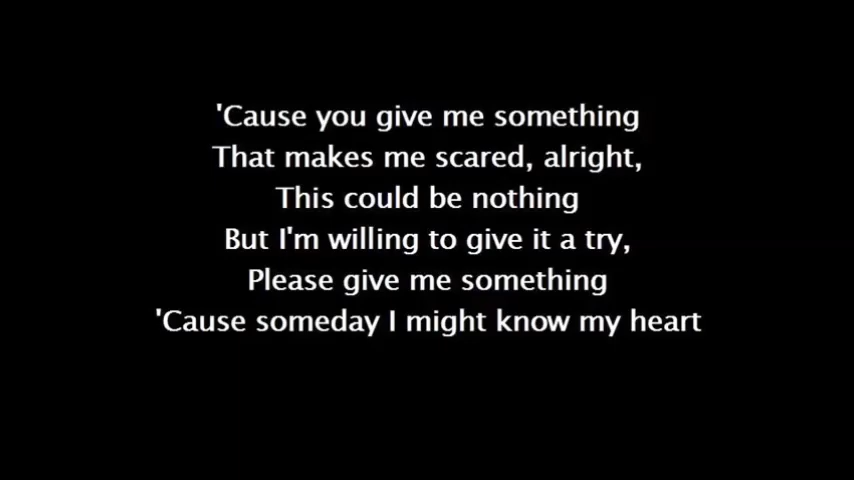 'Cause you give me something
That makes me scared, alright,
This could be nothing
But I'm willing to give it a try,
Please give me something
'Cause someday I might know my heart